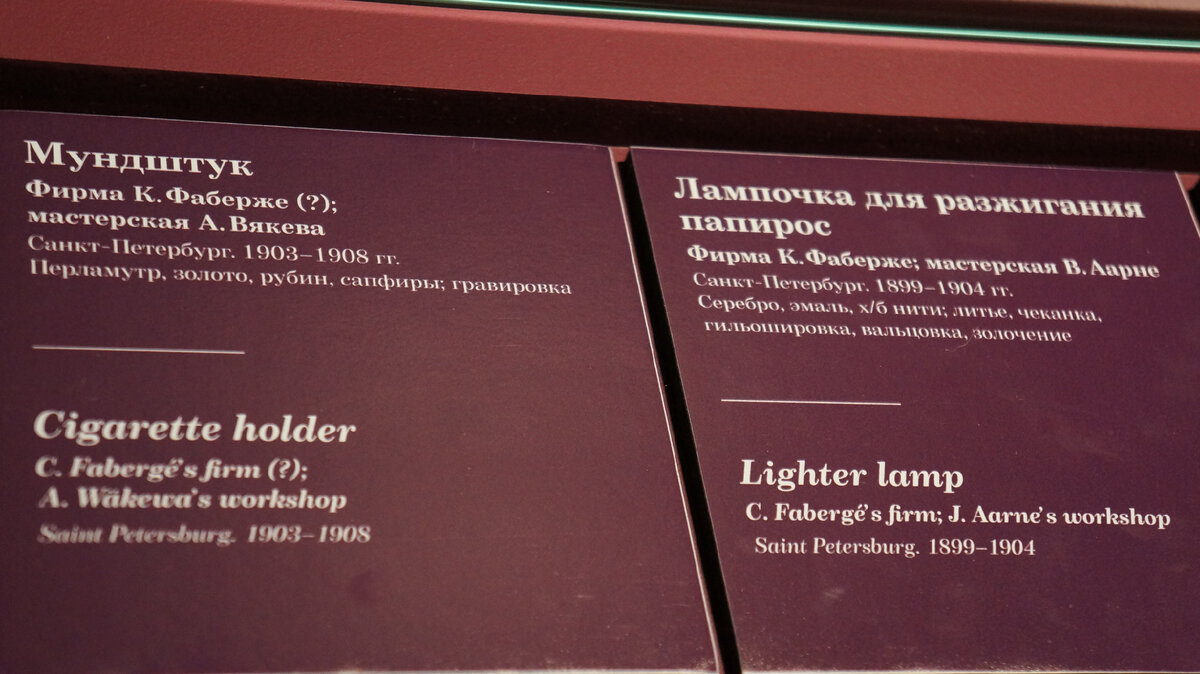 Мундштук
Фирма К. Фаберже (?);
мастерская А. Вякева
Санкт-Петербург. 1903–1908 гг.
Перламутр, золото, рубин, сапфиры; гравировка
Cigarette holder
C. Fabergé's firm (?);
A. Wäkewa's workshop
Saint Petersburg. 1903–1908
Лампочка для разжигания
папирос
Фирма К. Фаберже; мастерская В. Аарне
Санкт-Петербург. 1899–1904 гг.
Серебро, эмаль, х/б нити; литье, чеканка,
гильошировка, вальцовка, золочение
Lighter lamp
C. Fabergé's firm; J. Aarne's workshop
Saint Petersburg. 1899–1904